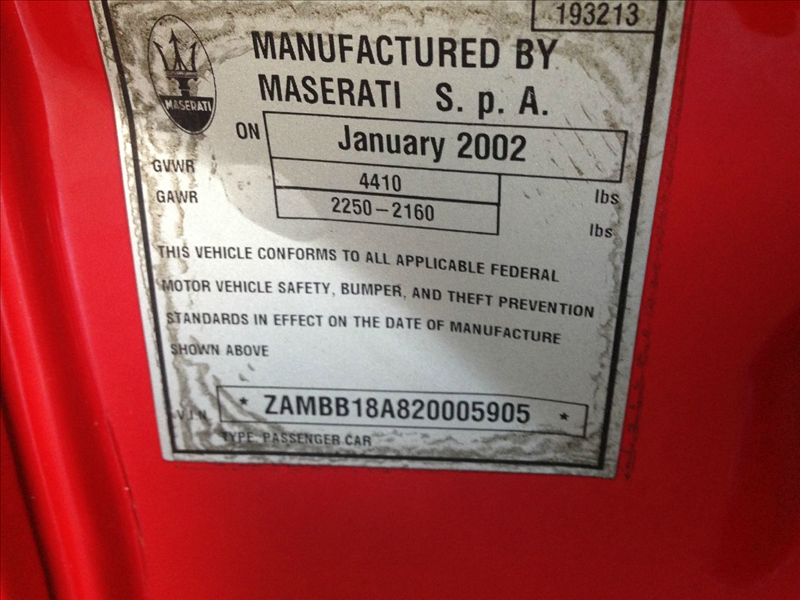 193213
MASERATI
MANUFACTURED BY
MASERATI S. p. A.
ON January 2002
GVWR 4410 lbs
GAWR 2250-2160 lbs
THIS VEHICLE CONFORMS TO ALL APPLICABLE FEDERAL
MOTOR VEHICLE SAFETY, BUMPER, AND THEFT PREVENTION
STANDARDS IN EFFECT ON THE DATE OF MANUFACTURE
SHOWN ABOVE
V.I.N. * ZAMBB18A820005905 *
TYPE: PASSENGER CAR